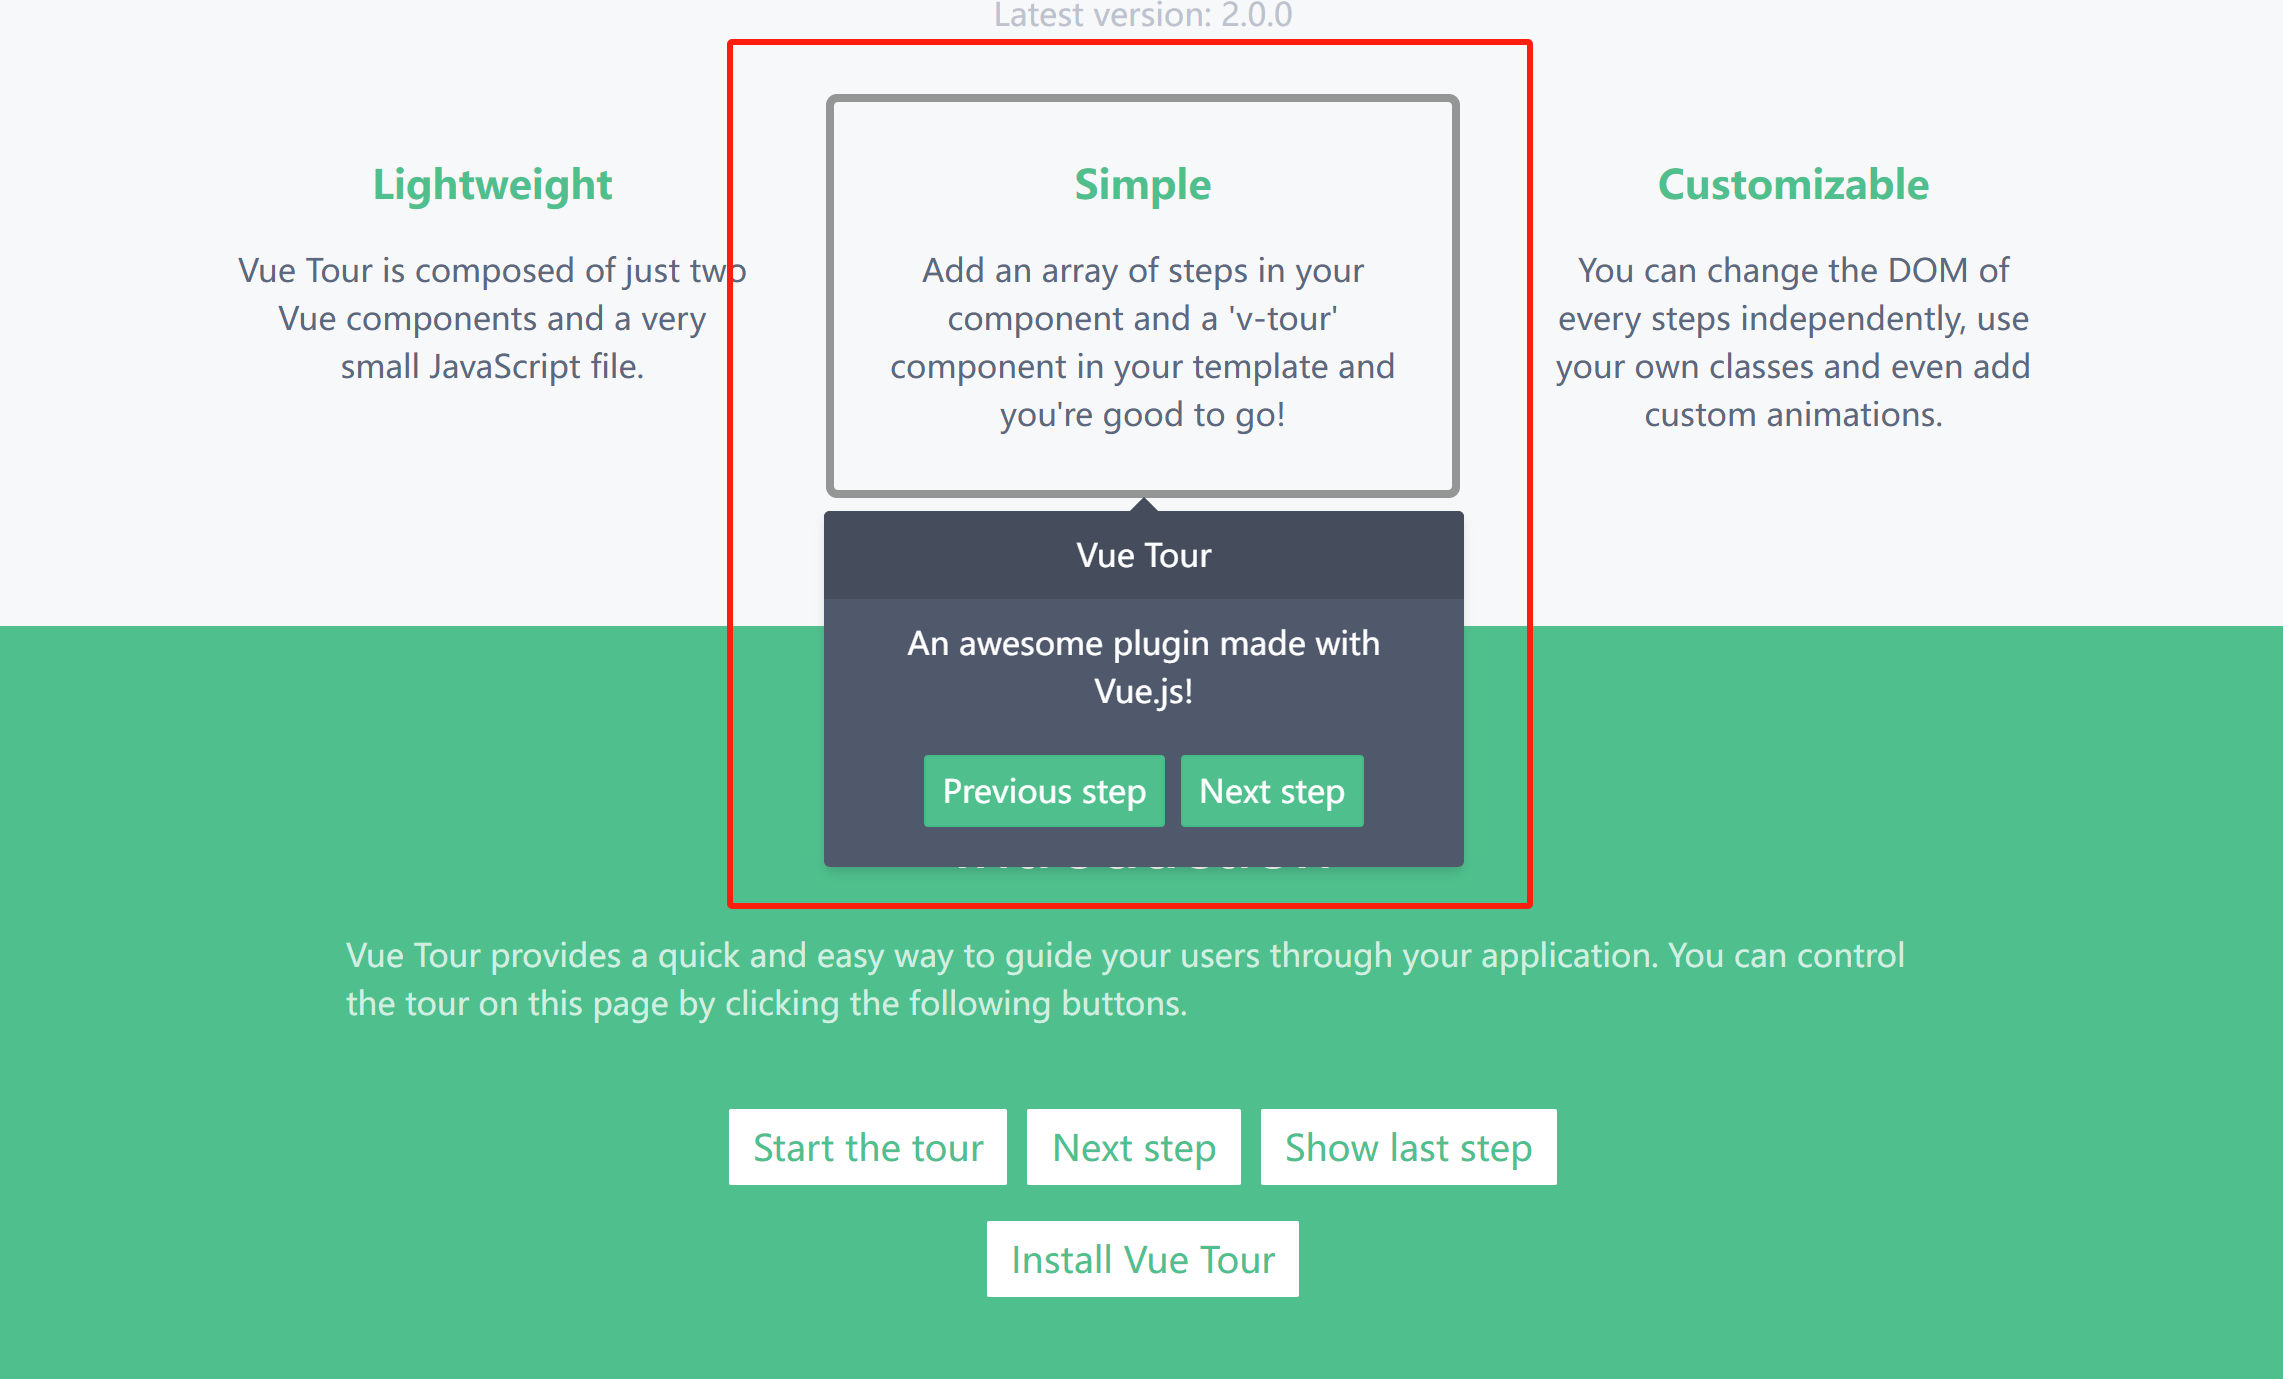 Latest version: 2.0.0
Lightweight
Vue Tour is composed of just two
Vue components and a very
small JavaScript file.
Simple
Add an array of steps in your
component and a 'v-tour'
component in your template and
you're good to go!
Customizable
You can change the DOM of
every steps independently, use
your own classes and even add
custom animations.
Vue Tour
An awesome plugin made with
Vue.js!
Previous step
Next step
Vue Tour provides a quick and easy way to guide your users through your application. You can control
the tour on this page by clicking the following buttons.
Start the tour
Next step
Show last step
Install Vue Tour